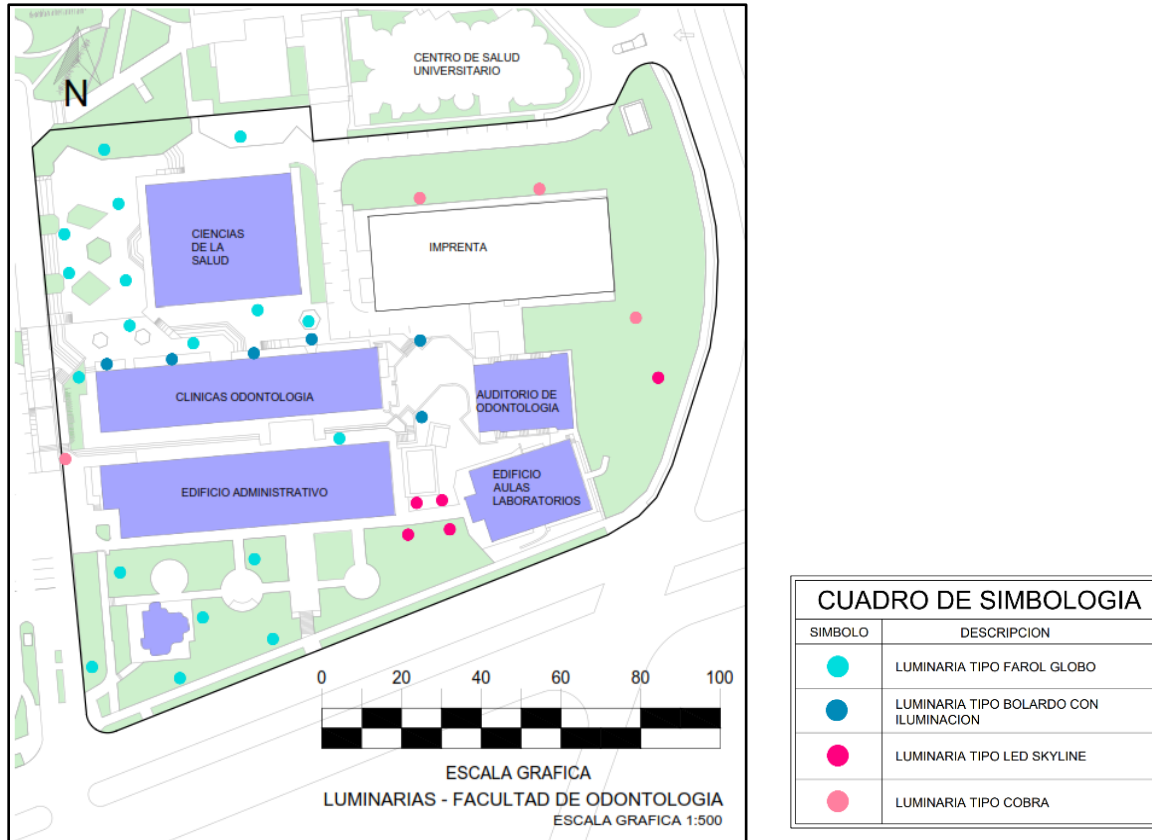 CENTRO DE SALUD
UNIVERSITARIO
N
CIENCIAS
DE LA
SALUD
IMPRENTA
CLINICAS ODONTOLOGIA
AUDITORIO DE
ODONTOLOGIA
EDIFICIO ADMINISTRATIVO
EDIFICIO
AULAS
LABORATORIOS
0 20 40 60 80 100
ESCALA GRAFICA
LUMINARIAS - FACULTAD DE ODONTOLOGIA
ESCALA GRAFICA 1:500
CUADRO DE SIMBOLOGIA
SIMBOLO DESCRIPCION
LUMINARIA TIPO FAROL GLOBO
LUMINARIA TIPO BOLARDO CON
ILUMINACION
LUMINARIA TIPO LED SKYLINE
LUMINARIA TIPO COBRA